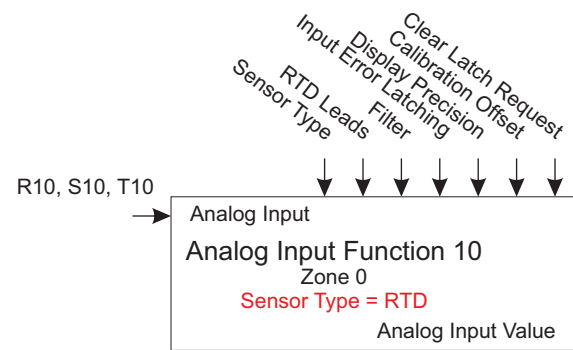 Sensor Type
RTD Leads
Filter
Input Error Latching
Display Precision
Calibration Offset
Clear Latch Request
R10, S10, T10
Analog Input
Analog Input Function 10
Zone 0
Sensor Type = RTD
Analog Input Value